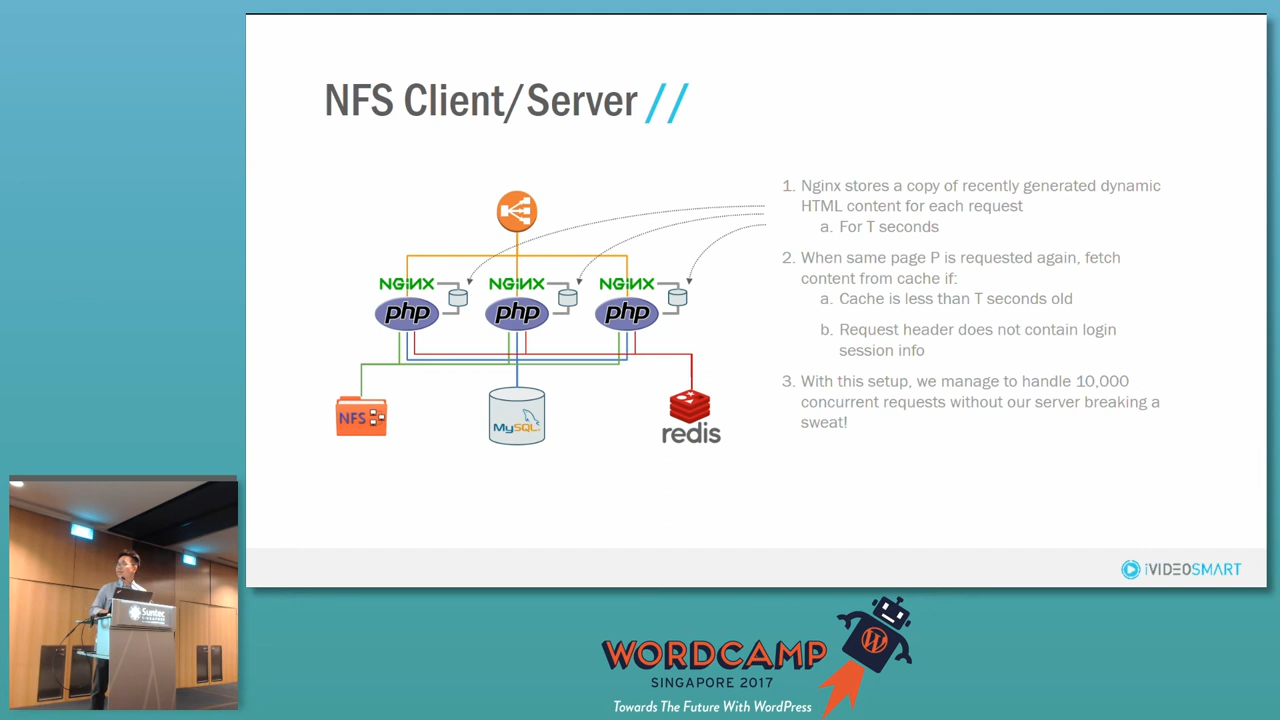 NFS Client/Server //
1. Nginx stores a copy of recently generated dynamic
HTML content for each request
a. For T seconds
2. When same page P is requested again, fetch
content from cache if:
a. Cache is less than T seconds old
b. Request header does not contain login
session info
3. With this setup, we manage to handle 10,000
concurrent requests without our server breaking a
sweat!
NGINX NGINX NGINX
php php php
NFS
MySQL
redis
iVIDEOSMART
Suntec
SINGAPORE
WORDCAMP
SINGAPORE 2017
Towards The Future With WordPress
W